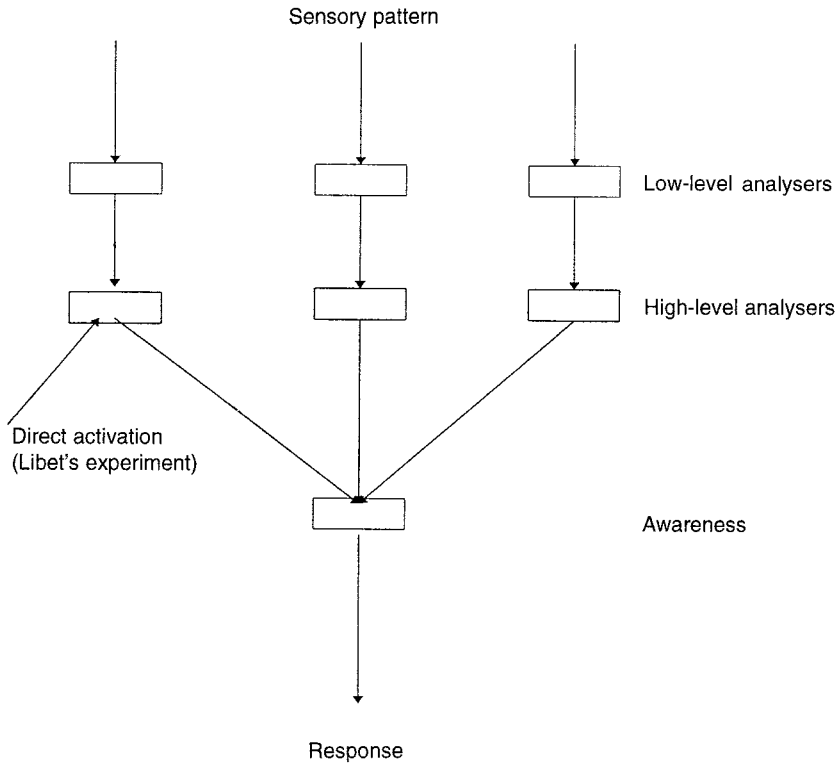 Sensory pattern
Low-level analysers
High-level analysers
Direct activation
(Libet's experiment)
Awareness
Response